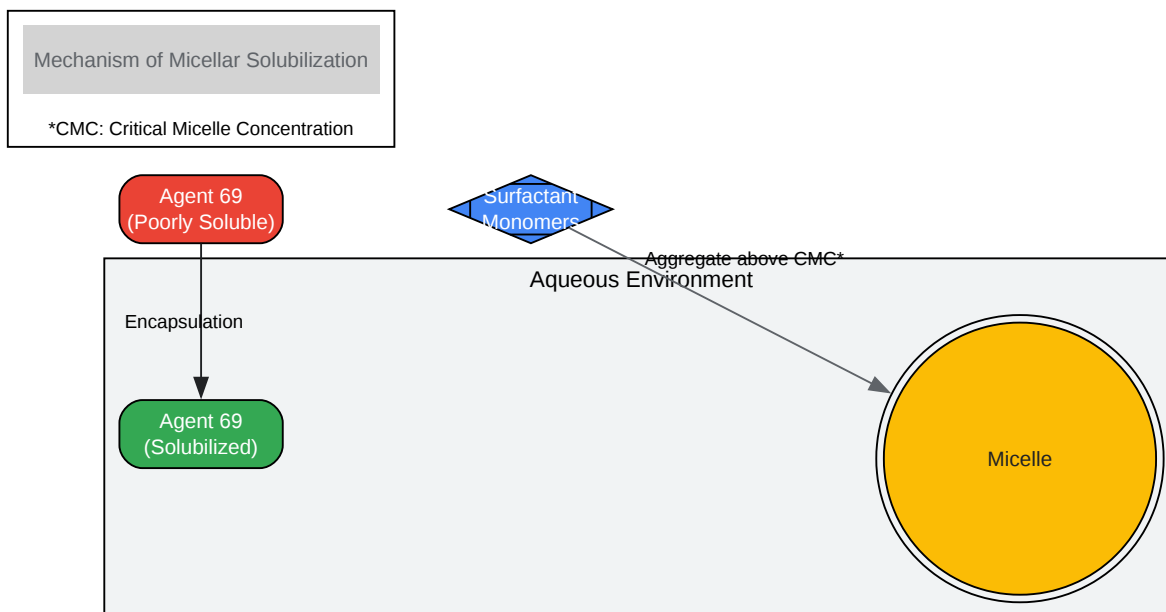 Mechanism of Micellar Solubilization
*CMC: Critical Micelle Concentration
Agent 69
(Poorly Soluble)
Surfactant
Monomers
Aggregate above CMC*
Aqueous Environment
Encapsulation
Agent 69
(Solubilized)
Micelle